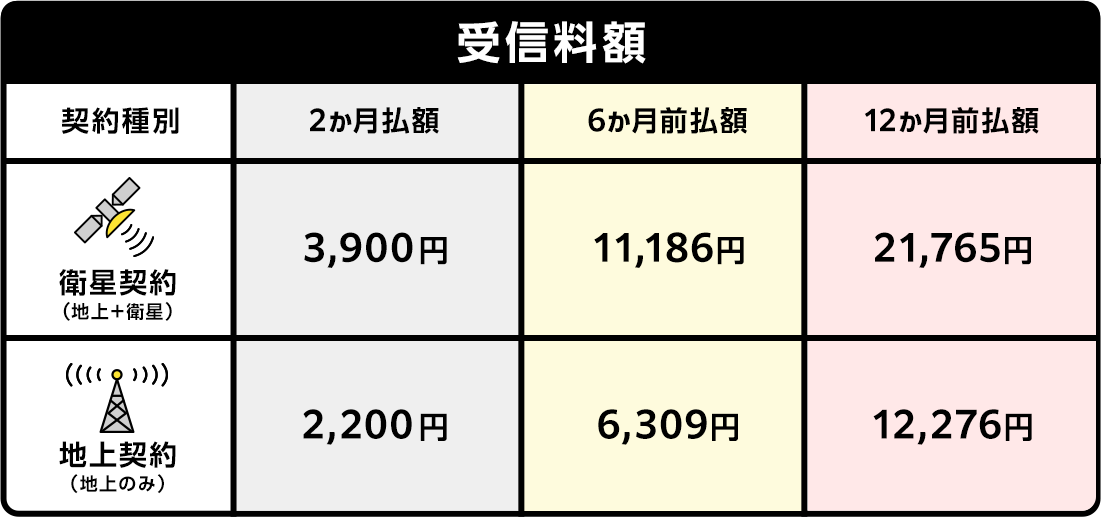 受信料額
契約種別
2か月払額
6か月前払額
12か月前払額
衛星契約
（地上＋衛星）
3,900円
11,186円
21,765円
地上契約
（地上のみ）
2,200円
6,309円
12,276円